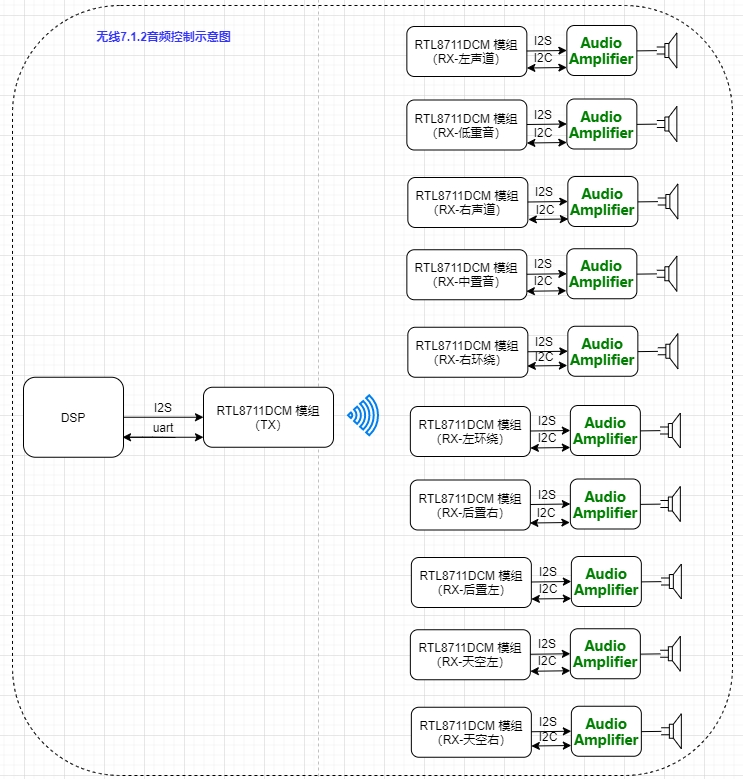 无线7.1.2音频控制示意图
DSP
I2S
uart
RTL8711DCM 模组
（TX）
RTL8711DCM 模组
（RX-左声道）
I2S
I2C
Audio
Amplifier
RTL8711DCM 模组
（RX-低重音）
I2S
I2C
Audio
Amplifier
RTL8711DCM 模组
（RX-右声道）
I2S
I2C
Audio
Amplifier
RTL8711DCM 模组
（RX-中置音）
I2S
I2C
Audio
Amplifier
RTL8711DCM 模组
（RX-右环绕）
I2S
I2C
Audio
Amplifier
RTL8711DCM 模组
（RX-左环绕）
I2S
I2C
Audio
Amplifier
RTL8711DCM 模组
（RX-后置右）
I2S
I2C
Audio
Amplifier
RTL8711DCM 模组
（RX-后置左）
I2S
I2C
Audio
Amplifier
RTL8711DCM 模组
（RX-天空左）
I2S
I2C
Audio
Amplifier
RTL8711DCM 模组
（RX-天空右）
I2S
I2C
Audio
Amplifier